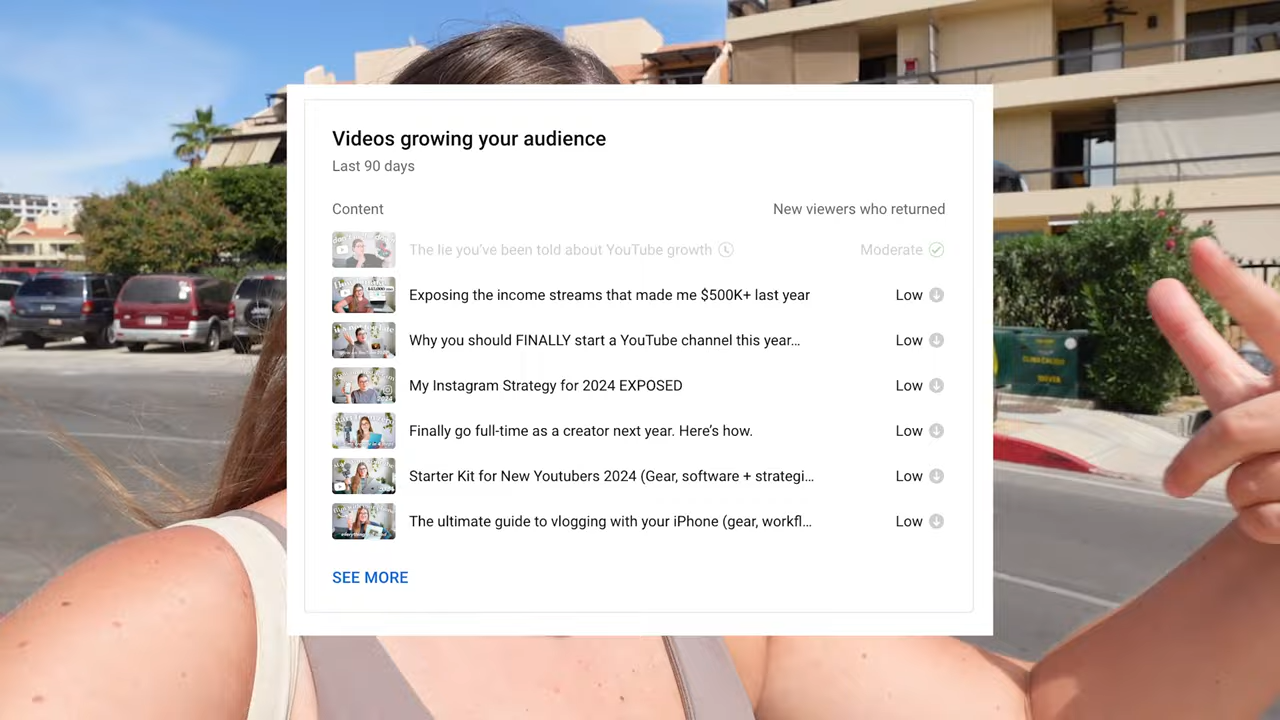 Videos growing your audience
Last 90 days
Content New viewers who returned
The lie you've been told about YouTube growth Moderate
Exposing the income streams that made me $500K+ last year Low
Why you should FINALLY start a YouTube channel this year... Low
My Instagram Strategy for 2024 EXPOSED Low
Finally go full-time as a creator next year. Here's how. Low
Starter Kit for New Youtubers 2024 (Gear, software + strategi... Low
The ultimate guide to vlogging with your iPhone (gear, workfl... Low
SEE MORE